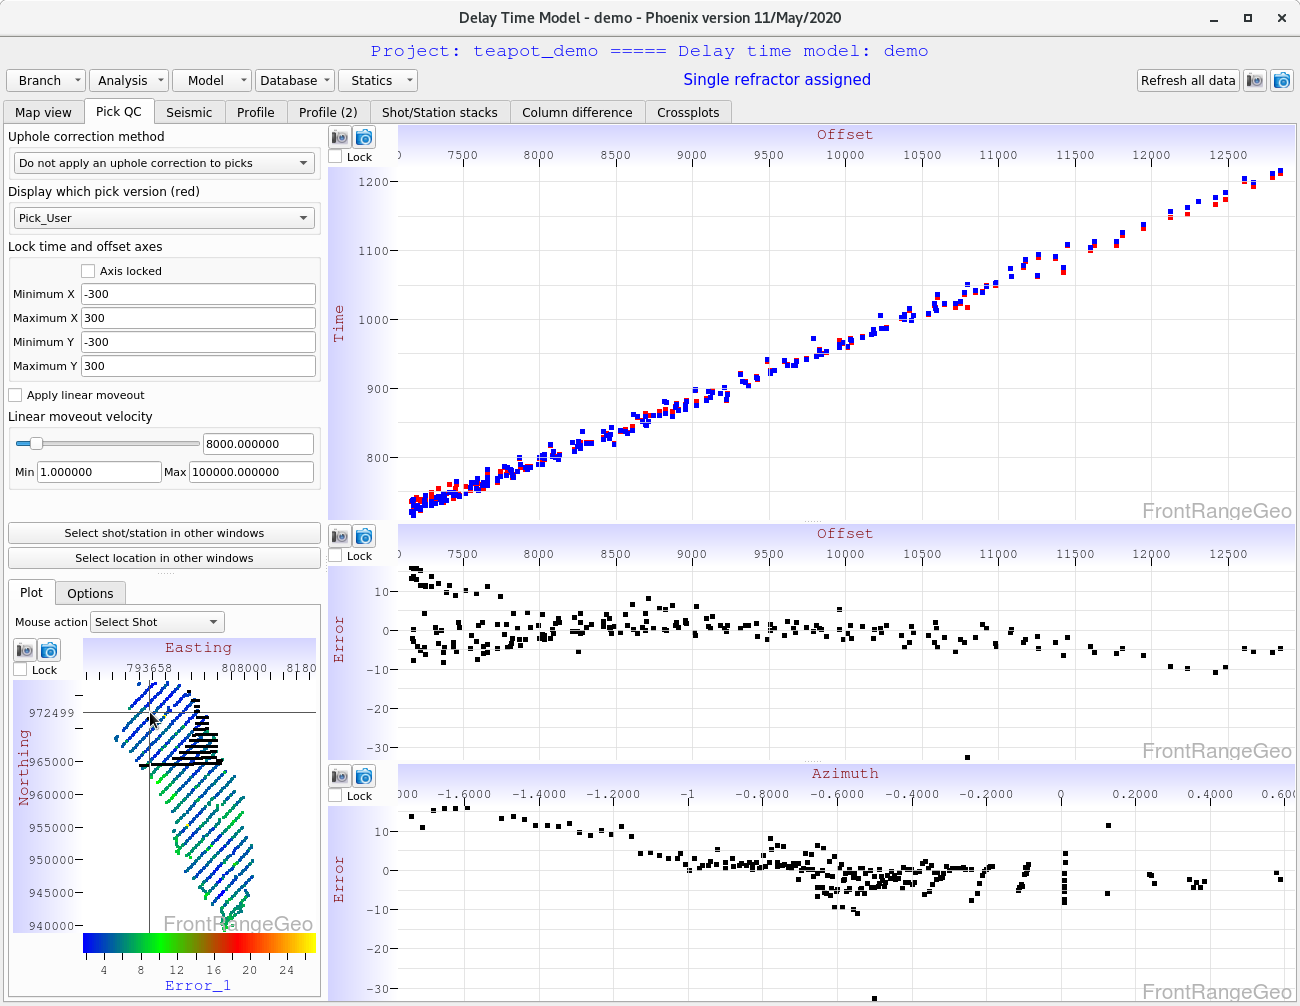 Delay Time Model - demo - Phoenix version 11/May/2020
Project: teapot_demo ===== Delay time model: demo
Branch Analysis Model Database Statics
Single refractor assigned
Refresh all data
Map view Pick QC Seismic Profile Profile (2) Shot/Station stacks Column difference Crossplots
Uphole correction method
Do not apply an uphole correction to picks
Display which pick version (red)
Pick_User
Lock time and offset axes
Axis locked
Minimum X -300
Maximum X 300
Minimum Y -300
Maximum Y 300
Apply linear moveout
Linear moveout velocity
8000.000000
Min 1.000000 Max 100000.000000
Select shot/station in other windows
Select location in other windows
Plot Options
Mouse action Select Shot
Lock
Easting
793658 808000 8180
Northing
972499
965000
960000
955000
950000
945000
940000
FrontRangeGeo
4 8 12 16 20 24
Error_1
Lock
Offset
0 7500 8000 8500 9000 9500 10000 10500 11000 11500 12000 12500
Time
1200
1100
1000
900
800
FrontRangeGeo
Lock
Offset
0 7500 8000 8500 9000 9500 10000 10500 11000 11500 12000 12500
Error
10
0
-10
-20
-30
FrontRangeGeo
Lock
Azimuth
000 -1.6000 -1.4000 -1.2000 -1 -0.8000 -0.6000 -0.4000 -0.2000 0 0.2000 0.4000 0.600
Error
10
0
-10
-20
-30
FrontRangeGeo